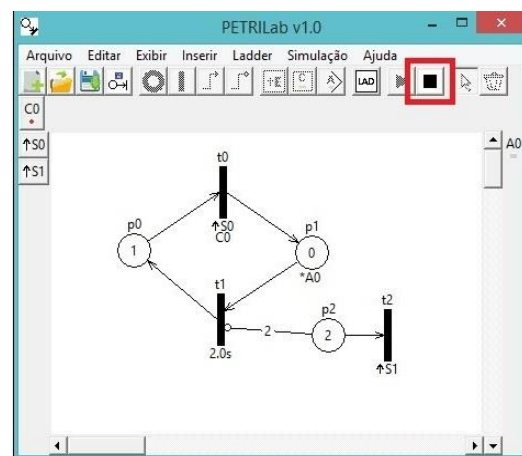 PETRILab v1.0
Arquivo Editar Exibir Inserir Ladder Simulação Ajuda
+E C A LAD
C0
↑S0
↑S1
A0
t0
↑S0
C0
p0
1
p1
0
*A0
t1
2.0s
2
p2
2
t2
↑S1